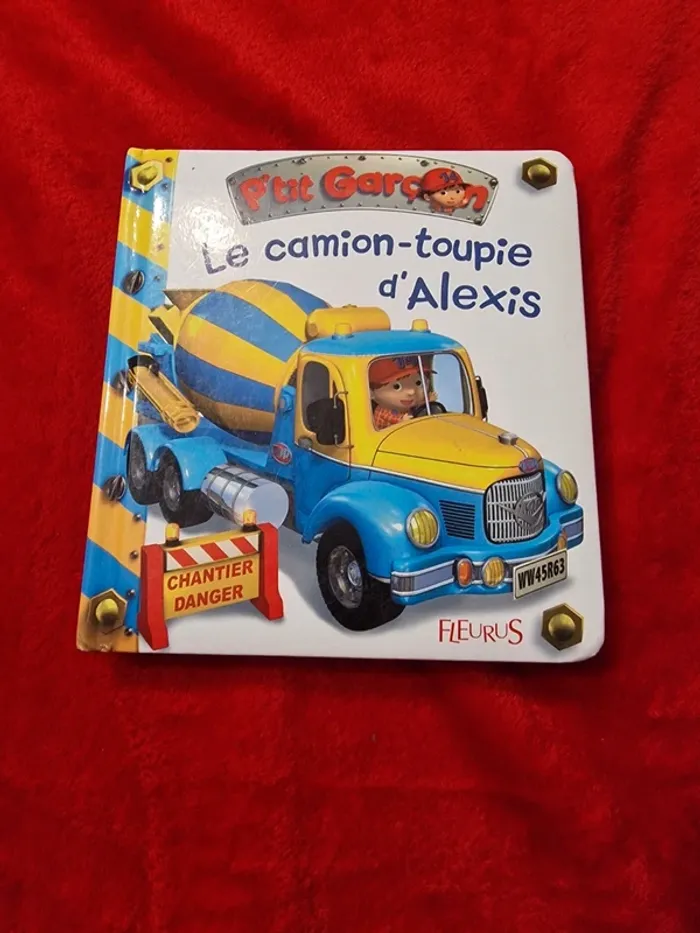 P'tit Garçon
Le camion-toupie
d'Alexis
CHANTIER
DANGER
WW45R63
FLEURUS